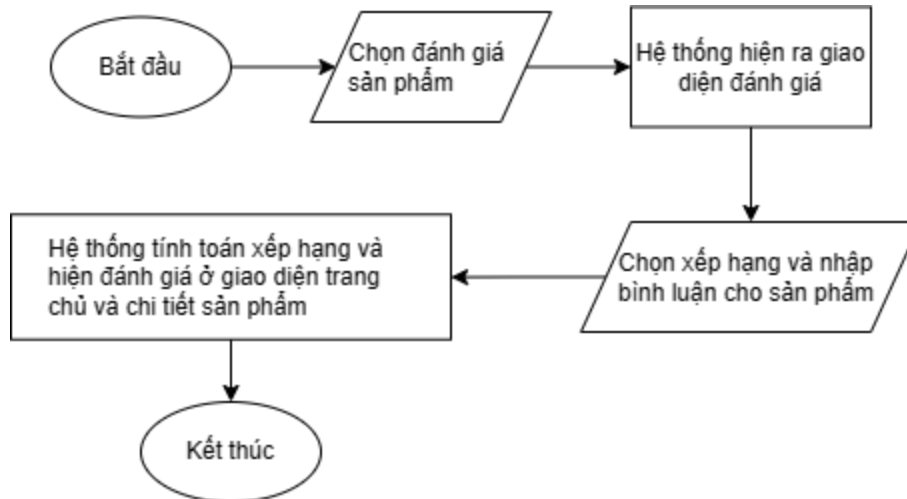 Bắt đầu
Chọn đánh giá
sản phẩm
Hệ thống hiện ra giao
diện đánh giá
Chọn xếp hạng và nhập
bình luận cho sản phẩm
Hệ thống tính toán xếp hạng và
hiện đánh giá ở giao diện trang
chủ và chi tiết sản phẩm
Kết thúc